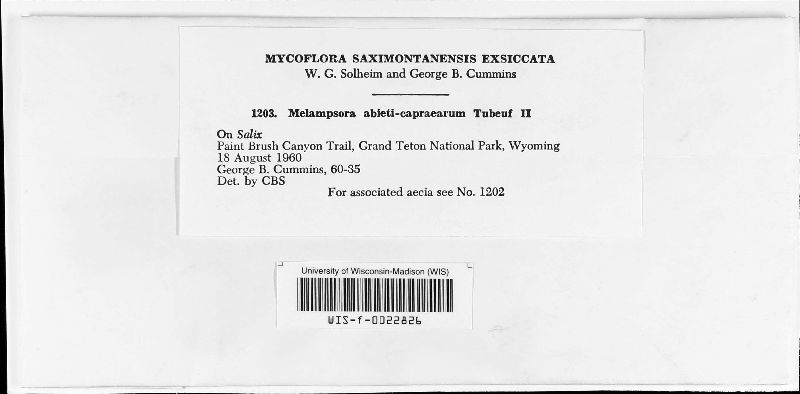 MYCOFLORA SAXIMONTANENSIS EXSICCATA
W. G. Solheim and George B. Cummins
1203. Melampsora abieti-capraearum Tubeuf II
On Salix
Paint Brush Canyon Trail, Grand Teton National Park, Wyoming
18 August 1960
George B. Cummins, 60-35
Det. by CBS
For associated aecia see No. 1202
University of Wisconsin-Madison (WIS)
WIS-f-0022826